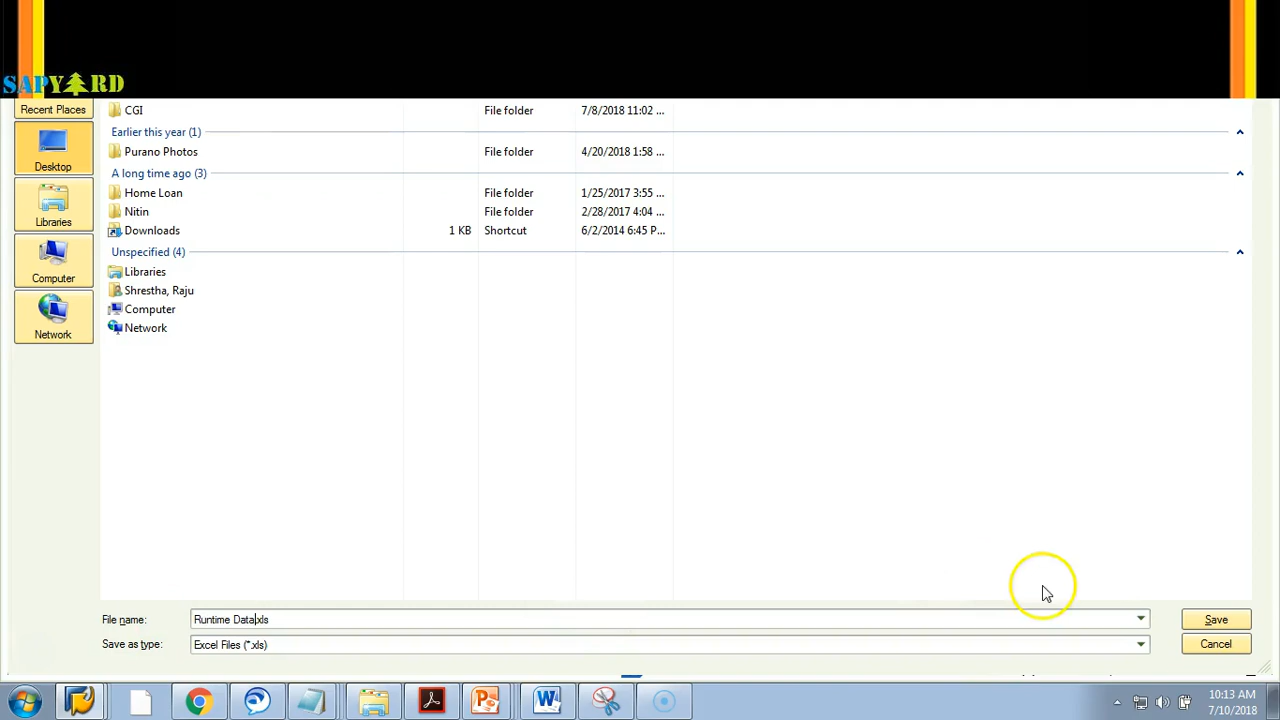 SAPYARD
CGI File folder 7/8/2018 11:02 ...
Recent Places
Earlier this year (1)
Purano Photos File folder 4/20/2018 1:58 ...
Desktop
A long time ago (3)
Home Loan File folder 1/25/2017 3:55 ...
Nitin File folder 2/28/2017 4:04 ...
Libraries
Downloads 1 KB Shortcut 6/2/2014 6:45 P...
Unspecified (4)
Libraries
Computer
Shrestha, Raju
Computer
Network
Network
File name: Runtime Data.xls Save
Save as type: Excel Files (*.xls) Cancel
10:13 AM
7/10/2018